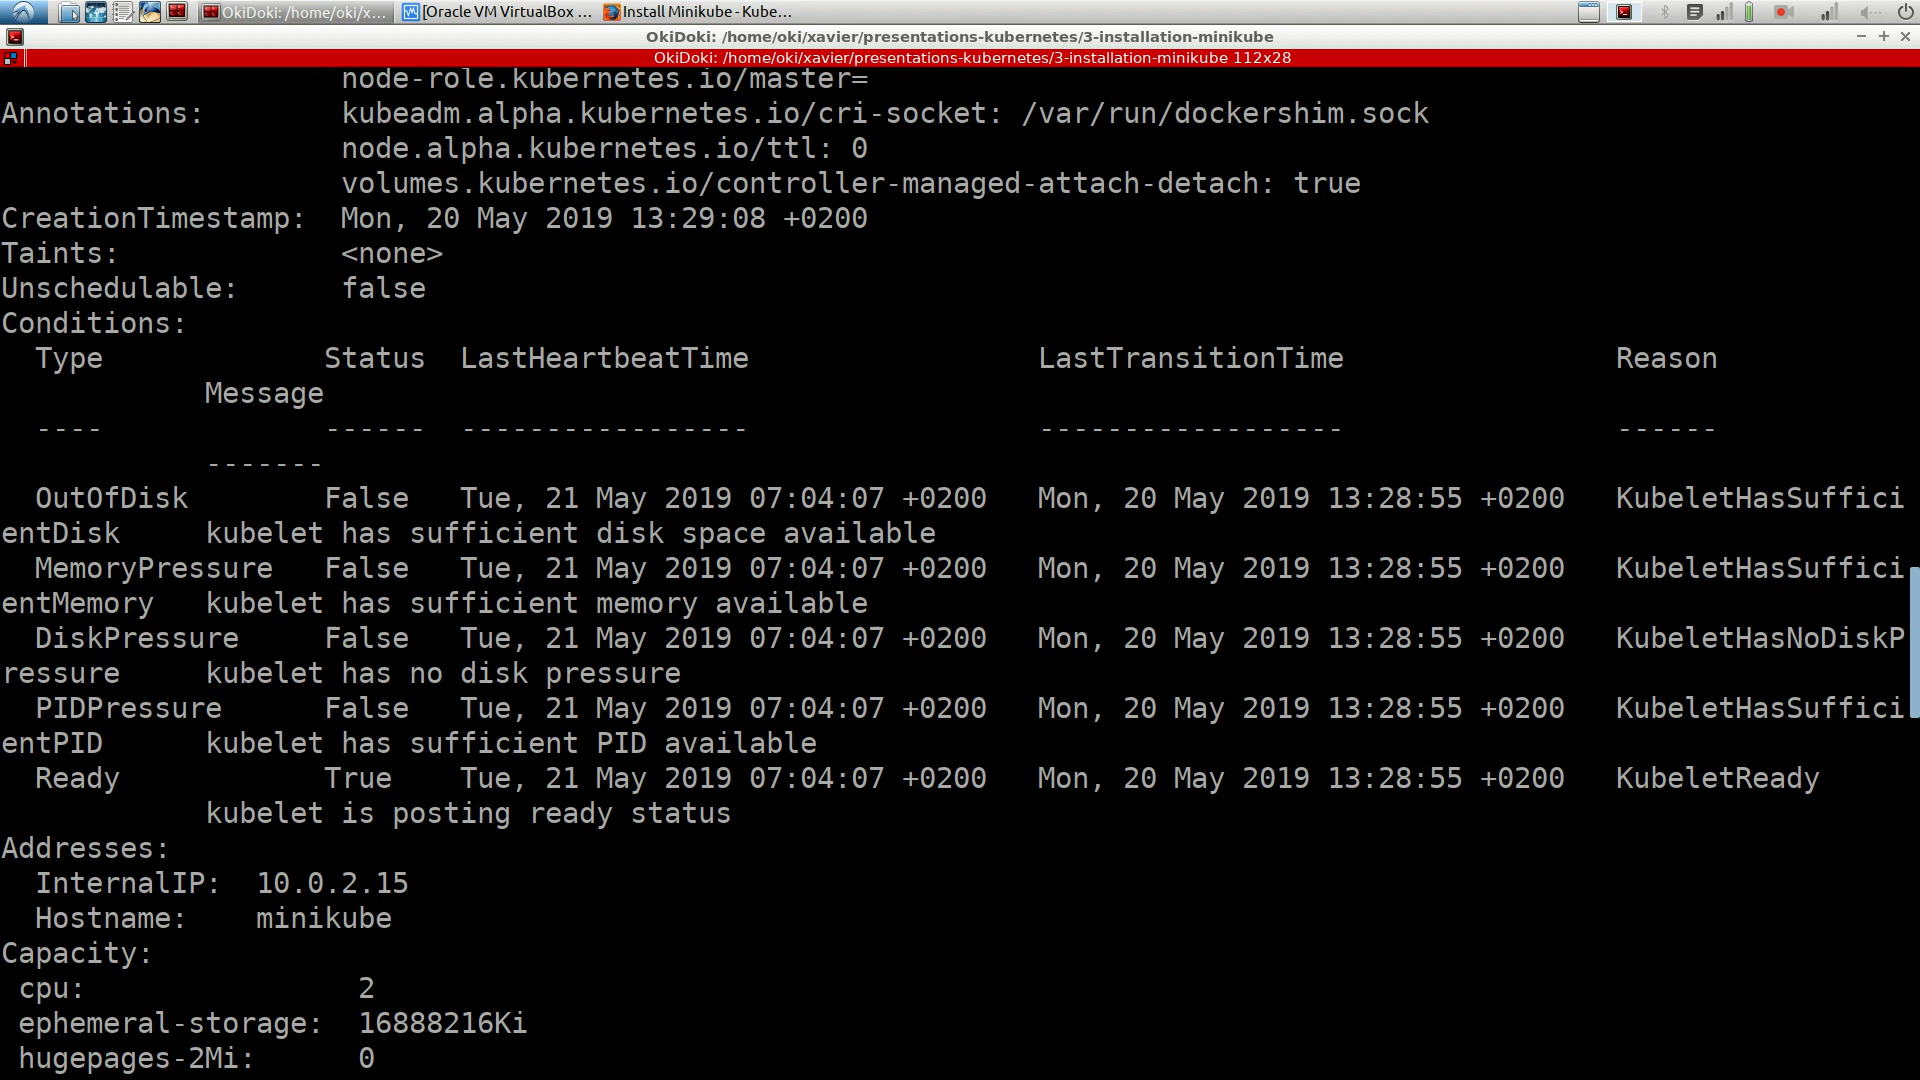 OkiDoki: /home/oki/x... [Oracle VM VirtualBox ... Install Minikube - Kube...
OkiDoki: /home/oki/xavier/presentations-kubernetes/3-installation-minikube
OkiDoki: /home/oki/xavier/presentations-kubernetes/3-installation-minikube 112x28
node-role.kubernetes.io/master=
Annotations: kubeadm.alpha.kubernetes.io/cri-socket: /var/run/dockershim.sock
node.alpha.kubernetes.io/ttl: 0
volumes.kubernetes.io/controller-managed-attach-detach: true
CreationTimestamp: Mon, 20 May 2019 13:29:08 +0200
Taints: <none>
Unschedulable: false
Conditions:
Type Status LastHeartbeatTime LastTransitionTime Reason
Message
---- ------ ----------------- ------------------ ------
-------
OutOfDisk False Tue, 21 May 2019 07:04:07 +0200 Mon, 20 May 2019 13:28:55 +0200 KubeletHasSuffici
entDisk kubelet has sufficient disk space available
MemoryPressure False Tue, 21 May 2019 07:04:07 +0200 Mon, 20 May 2019 13:28:55 +0200 KubeletHasSuffici
entMemory kubelet has sufficient memory available
DiskPressure False Tue, 21 May 2019 07:04:07 +0200 Mon, 20 May 2019 13:28:55 +0200 KubeletHasNoDiskP
ressure kubelet has no disk pressure
PIDPressure False Tue, 21 May 2019 07:04:07 +0200 Mon, 20 May 2019 13:28:55 +0200 KubeletHasSuffici
entPID kubelet has sufficient PID available
Ready True Tue, 21 May 2019 07:04:07 +0200 Mon, 20 May 2019 13:28:55 +0200 KubeletReady
kubelet is posting ready status
Addresses:
InternalIP: 10.0.2.15
Hostname: minikube
Capacity:
cpu: 2
ephemeral-storage: 16888216Ki
hugepages-2Mi: 0